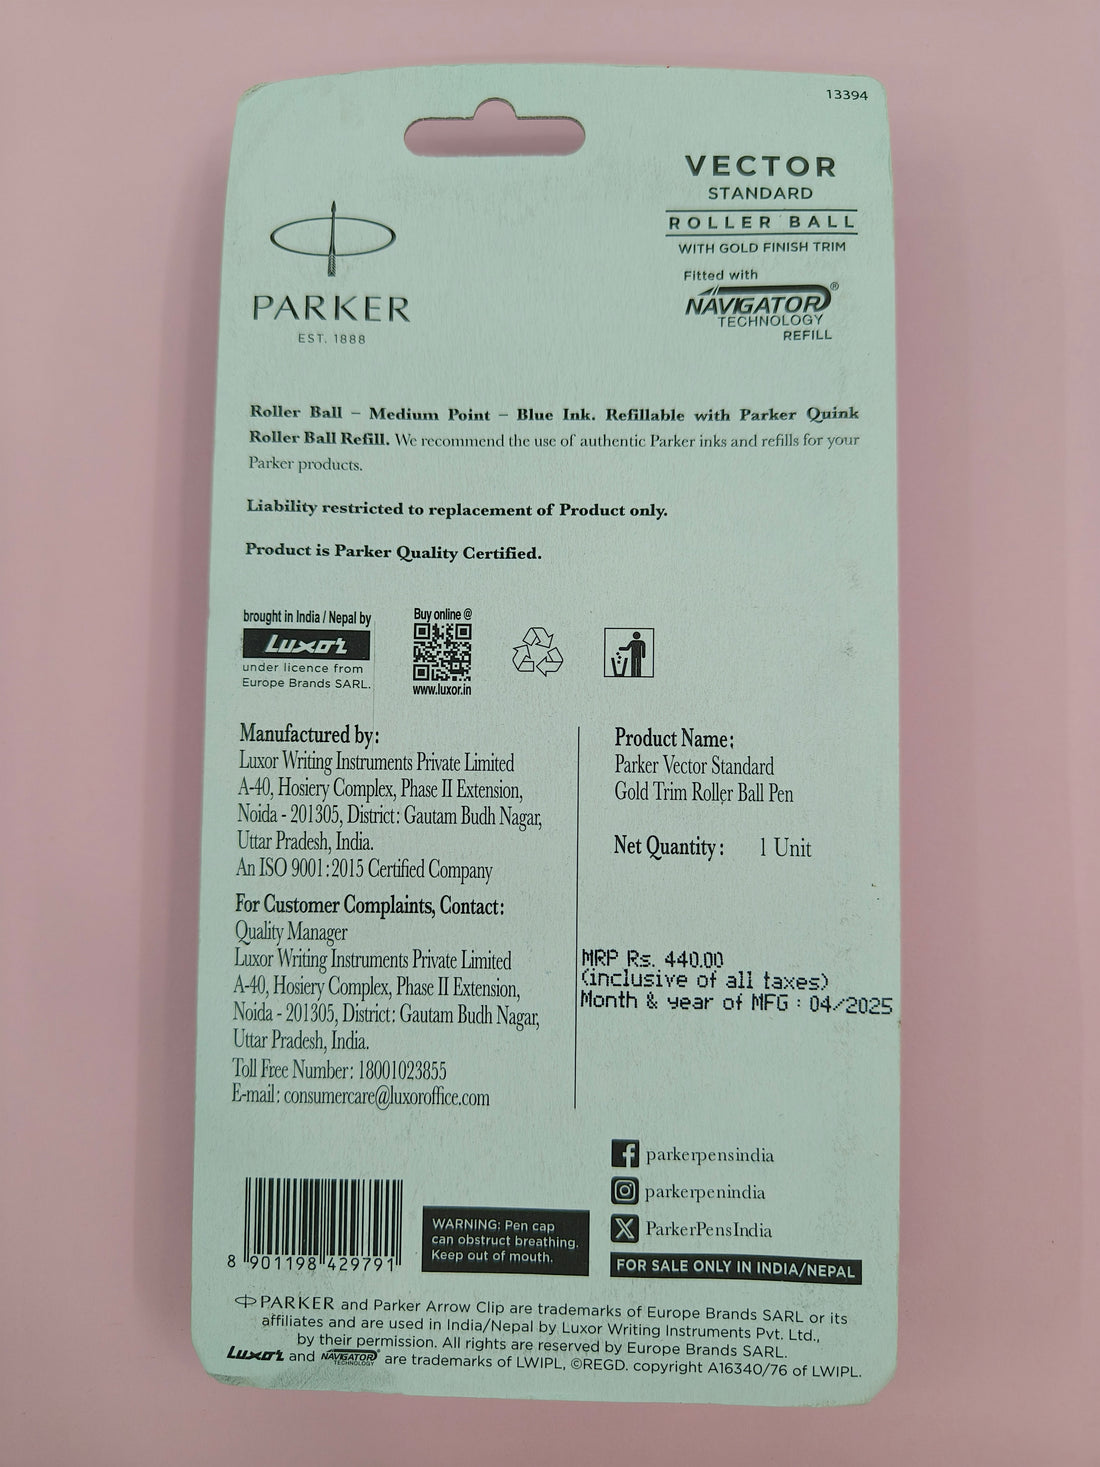 13394
VECTOR
STANDARD
ROLLER BALL
WITH GOLD FINISH TRIM
Fitted with
NAVIGATOR®
TECHNOLOGY
REFILL
PARKER
EST. 1888
Roller Ball – Medium Point – Blue Ink. Refillable with Parker Quink
Roller Ball Refill. We recommend the use of authentic Parker inks and refills for your
Parker products.
Liability restricted to replacement of Product only.
Product is Parker Quality Certified.
brought in India / Nepal by
Luxor
under licence from
Europe Brands SARL.
Buy online @
www.luxor.in
Manufactured by:
Luxor Writing Instruments Private Limited
A-40, Hosiery Complex, Phase II Extension,
Noida - 201305, District: Gautam Budh Nagar,
Uttar Pradesh, India.
An ISO 9001:2015 Certified Company
For Customer Complaints, Contact:
Quality Manager
Luxor Writing Instruments Private Limited
A-40, Hosiery Complex, Phase II Extension,
Noida - 201305, District: Gautam Budh Nagar,
Uttar Pradesh, India.
Toll Free Number: 18001023855
E-mail: consumercare@luxoroffice.com
Product Name:
Parker Vector Standard
Gold Trim Roller Ball Pen
Net Quantity: 1 Unit
MRP Rs. 440.00
(inclusive of all taxes)
Month & year of MFG : 04/2025
parkerpensindia
parkerpenindia
ParkerPensIndia
FOR SALE ONLY IN INDIA/NEPAL
8 901198 429791
WARNING: Pen cap
can obstruct breathing.
Keep out of mouth.
PARKER and Parker Arrow Clip are trademarks of Europe Brands SARL or its
affiliates and are used in India/Nepal by Luxor Writing Instruments Pvt. Ltd.,
by their permission. All rights are reserved by Europe Brands SARL.
Luxor and NAVIGATOR® TECHNOLOGY are trademarks of LWIPL, ©REGD. copyright A16340/76 of LWIPL.